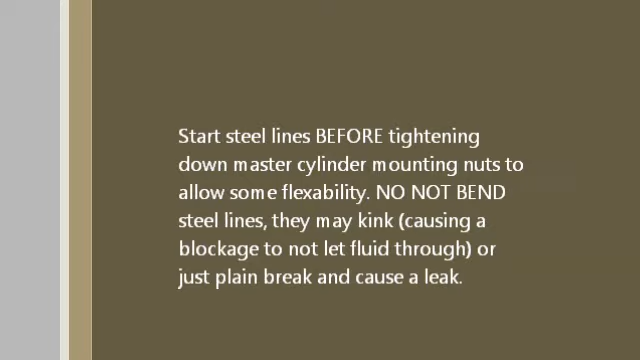 Start steel lines BEFORE tightening
down master cylinder mounting nuts to
allow some flexability. NO NOT BEND
steel lines, they may kink (causing a
blockage to not let fluid through) or
just plain break and cause a leak.